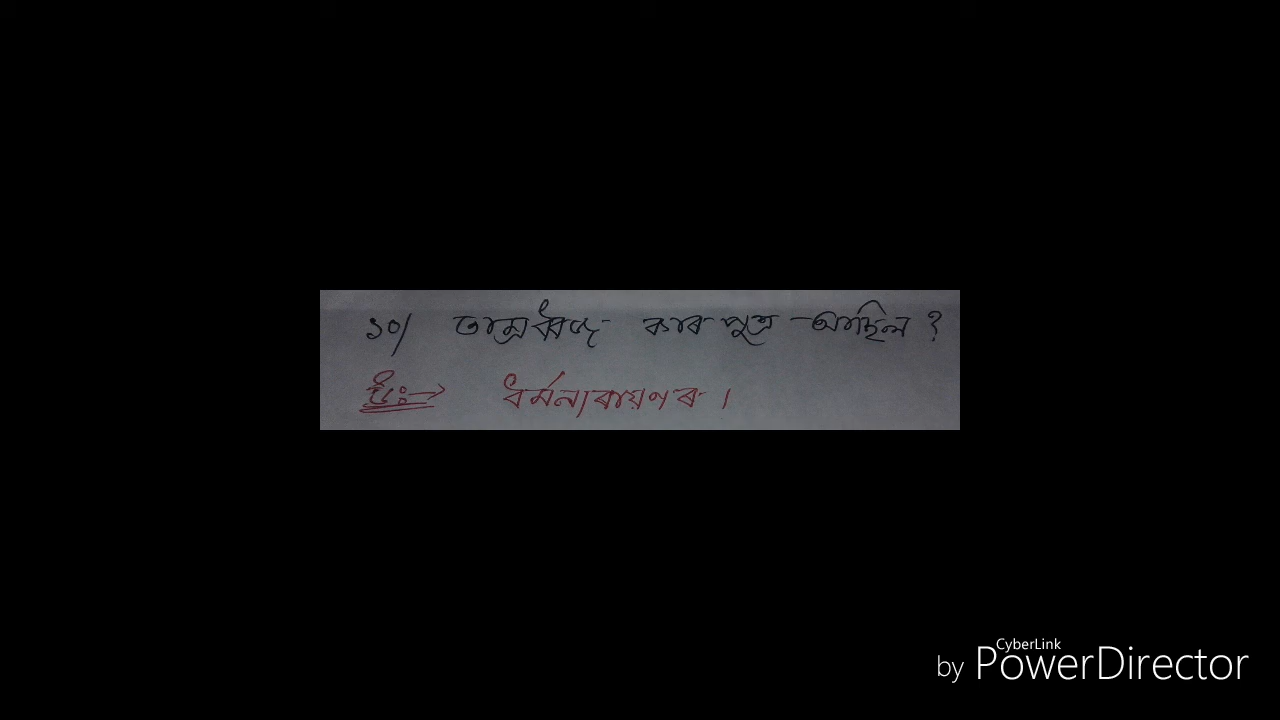 ১০/ তাম্ৰধ্বজ কাৰ পুত্ৰ আছিল ?
উঃ→ ধৰ্মনাৰায়ণৰ ।
CyberLink
by PowerDirector